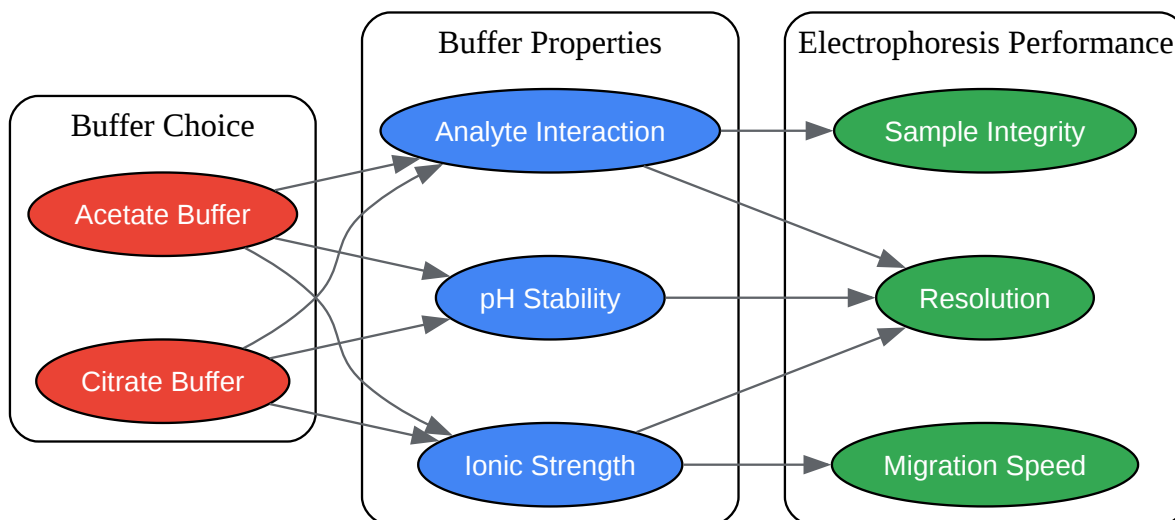 Buffer Choice
Acetate Buffer
Citrate Buffer
Buffer Properties
Analyte Interaction
pH Stability
Ionic Strength
Electrophoresis Performance
Sample Integrity
Resolution
Migration Speed